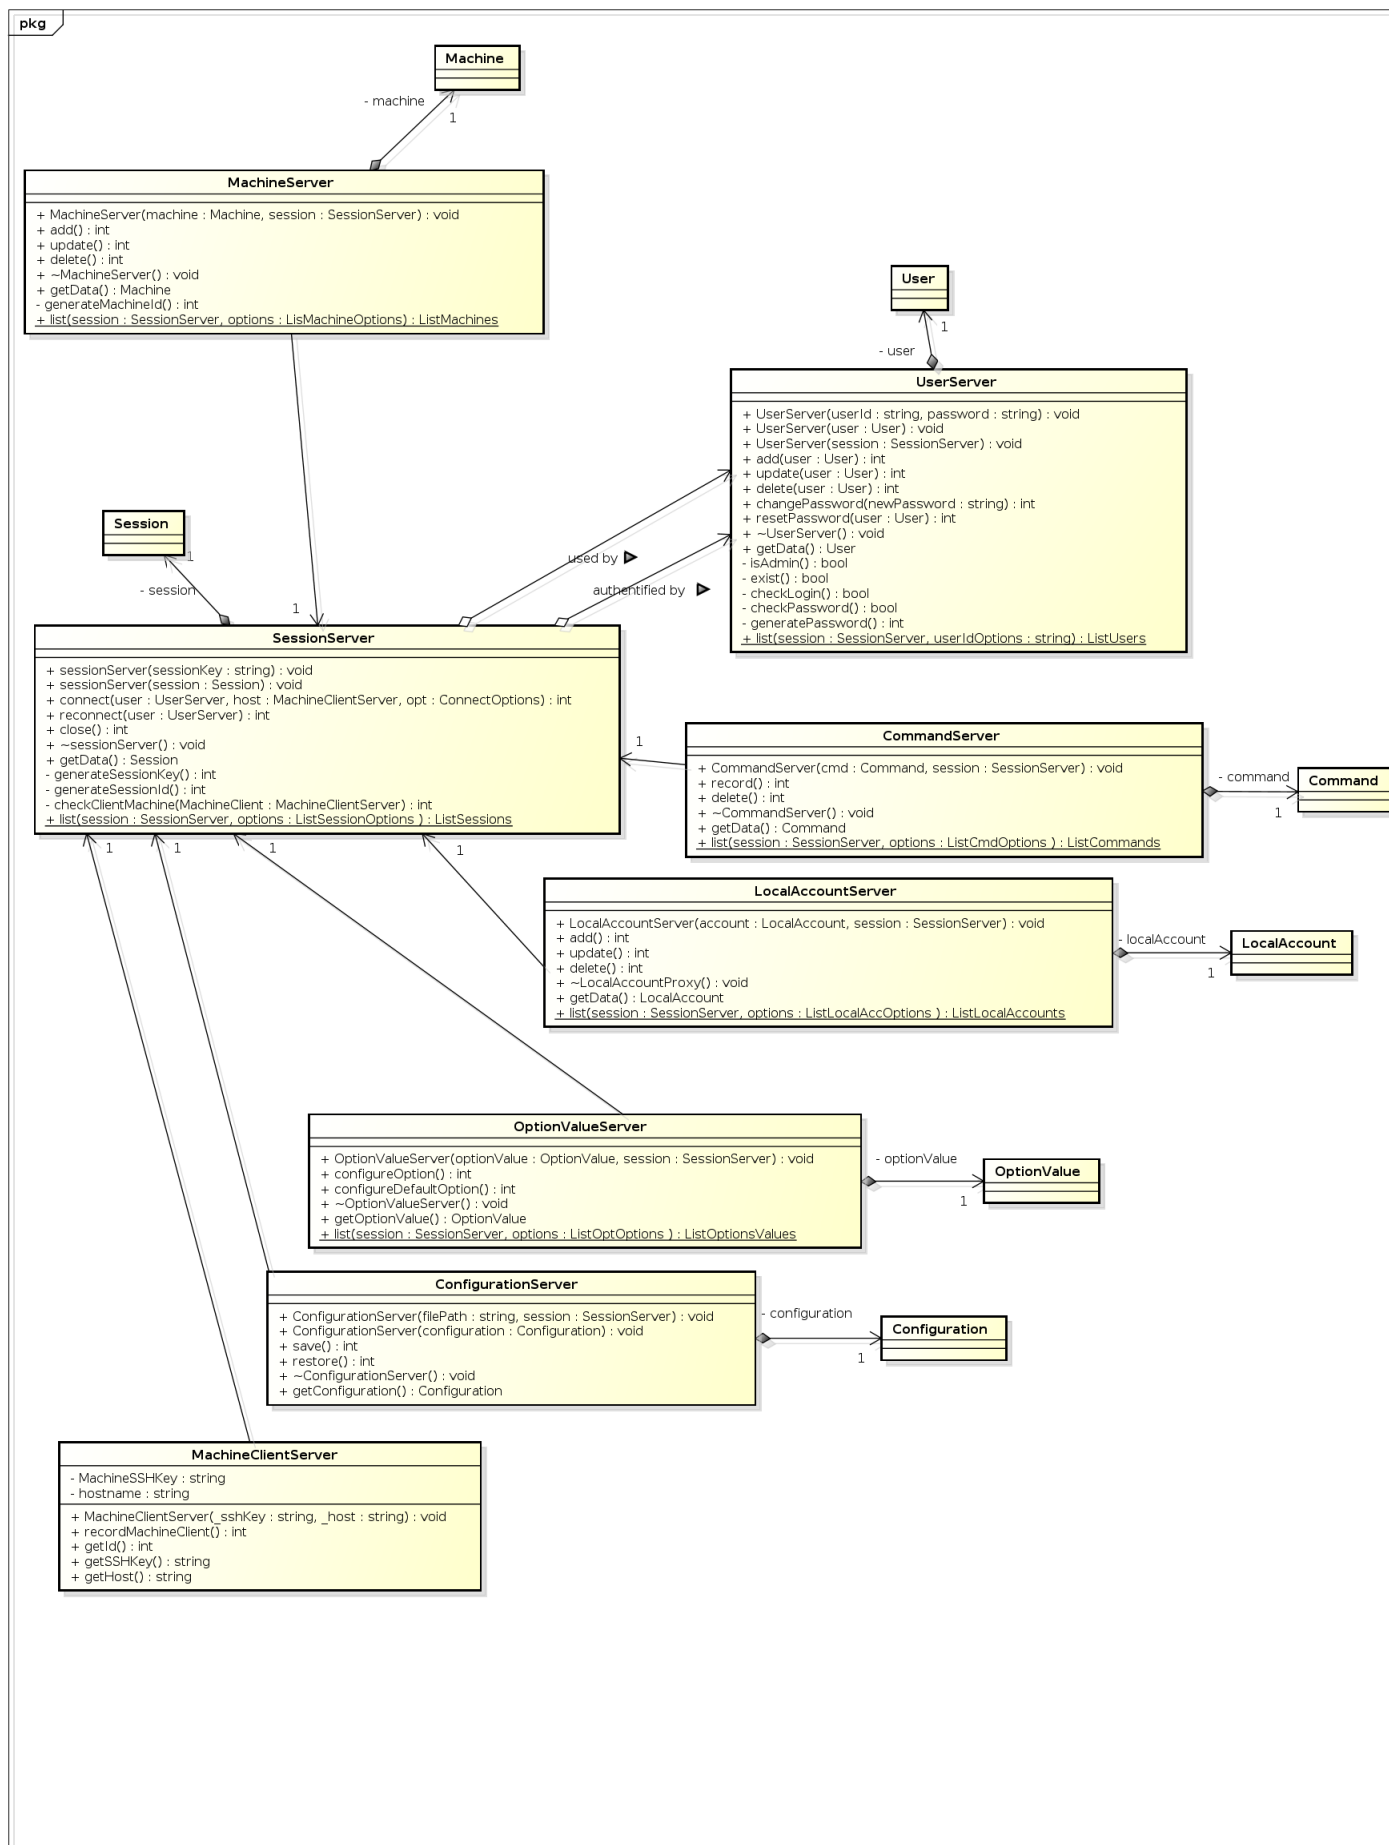 pkg
Machine
- machine
1
MachineServer
+ MachineServer(machine : Machine, session : SessionServer) : void
+ add() : int
+ update() : int
+ delete() : int
+ ~MachineServer() : void
+ getData() : Machine
- generateMachineId() : int
+ list(session : SessionServer, options : LisMachineOptions) : ListMachines
User
1
- user
UserServer
+ UserServer(userId : string, password : string) : void
+ UserServer(user : User) : void
+ UserServer(session : SessionServer) : void
+ add(user : User) : int
+ update(user : User) : int
+ delete(user : User) : int
+ changePassword(newPassword : string) : int
+ resetPassword(user : User) : int
+ ~UserServer() : void
+ getData() : User
- isAdmin() : bool
- exist() : bool
- checkLogin() : bool
- checkPassword() : bool
- generatePassword() : int
+ list(session : SessionServer, userIdOptions : string) : ListUsers
Session
1
- session
used by
authentified by
1
SessionServer
+ sessionServer(sessionKey : string) : void
+ sessionServer(session : Session) : void
+ connect(user : UserServer, host : MachineClientServer, opt : ConnectOptions) : int
+ reconnect(user : UserServer) : int
+ close() : int
+ ~sessionServer() : void
+ getData() : Session
- generateSessionKey() : int
- generateSessionId() : int
- checkClientMachine(MachineClient : MachineClientServer) : int
+ list(session : SessionServer, options : ListSessionOptions ) : ListSessions
1
1
1
1
1
CommandServer
+ CommandServer(cmd : Command, session : SessionServer) : void
+ record() : int
+ delete() : int
+ ~CommandServer() : void
+ getData() : Command
+ list(session : SessionServer, options : ListCmdOptions ) : ListCommands
- command
1
Command
LocalAccountServer
+ LocalAccountServer(account : LocalAccount, session : SessionServer) : void
+ add() : int
+ update() : int
+ delete() : int
+ ~LocalAccountProxy() : void
+ getData() : LocalAccount
+ list(session : SessionServer, options : ListLocalAccOptions ) : ListLocalAccounts
- localAccount
1
LocalAccount
OptionValueServer
+ OptionValueServer(optionValue : OptionValue, session : SessionServer) : void
+ configureOption() : int
+ configureDefaultOption() : int
+ ~OptionValueServer() : void
+ getOptionValue() : OptionValue
+ list(session : SessionServer, options : ListOptOptions ) : ListOptionsValues
- optionValue
1
OptionValue
ConfigurationServer
+ ConfigurationServer(filePath : string, session : SessionServer) : void
+ ConfigurationServer(configuration : Configuration) : void
+ save() : int
+ restore() : int
+ ~ConfigurationServer() : void
+ getConfiguration() : Configuration
- configuration
1
Configuration
MachineClientServer
- MachineSSHKey : string
- hostname : string
+ MachineClientServer(_sshKey : string, _host : string) : void
+ recordMachineClient() : int
+ getId() : int
+ getSSHKey() : string
+ getHost() : string